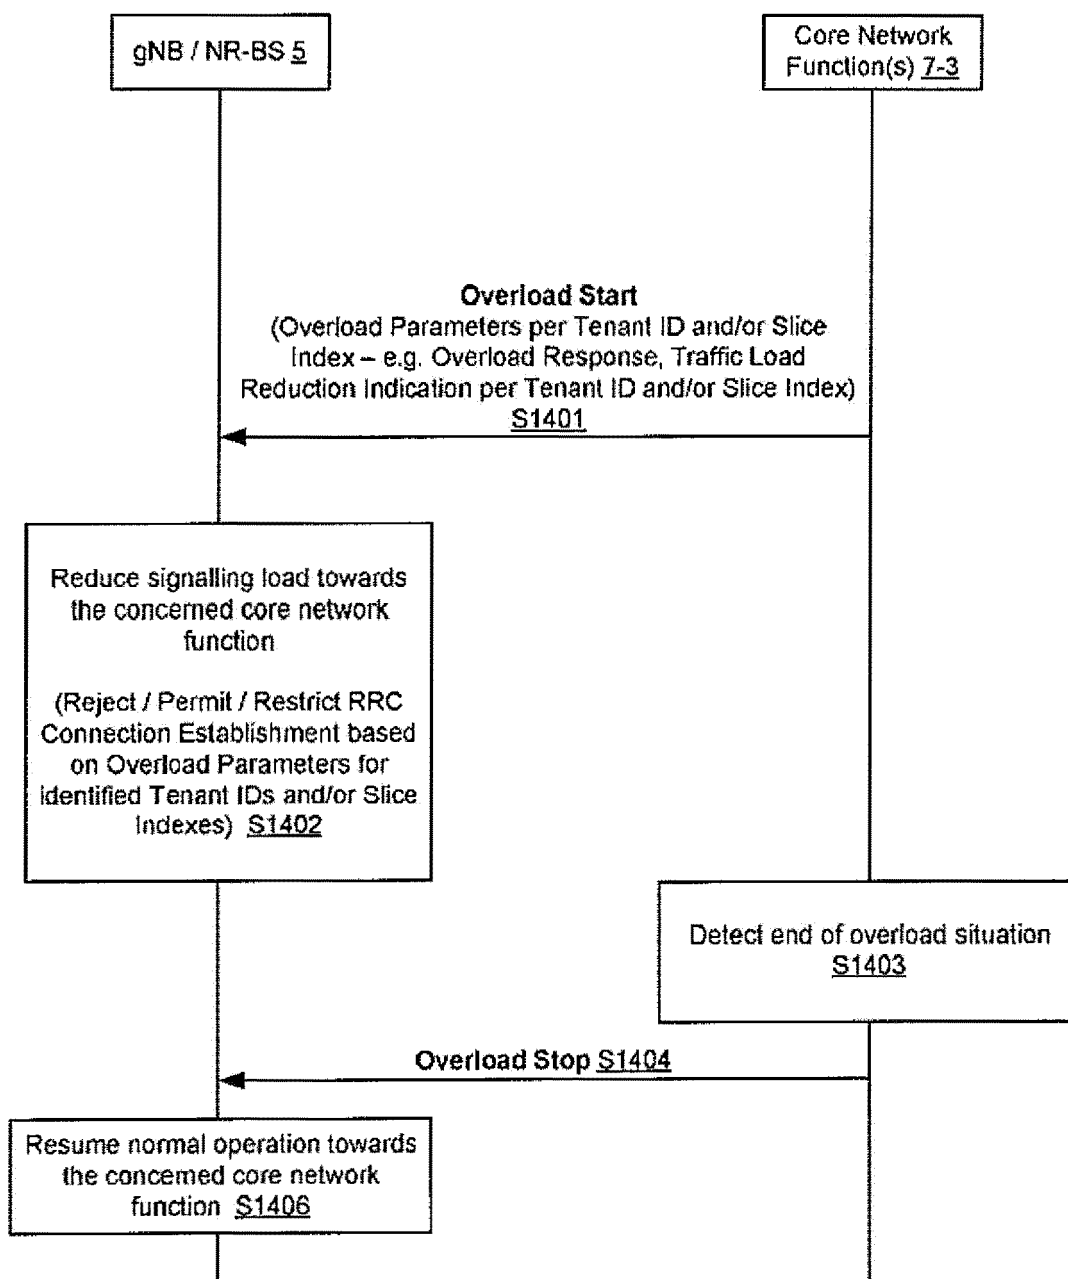 gNB / NR-BS 5
Core Network
Function(s) 7-3
Overload Start
(Overload Parameters per Tenant ID and/or Slice
Index – e.g. Overload Response, Traffic Load
Reduction Indication per Tenant ID and/or Slice Index)
S1401
Reduce signalling load towards
the concerned core network
function
(Reject / Permit / Restrict RRC
Connection Establishment based
on Overload Parameters for
identified Tenant IDs and/or Slice
Indexes) S1402
Detect end of overload situation
S1403
Overload Stop S1404
Resume normal operation towards
the concerned core network
function S1406